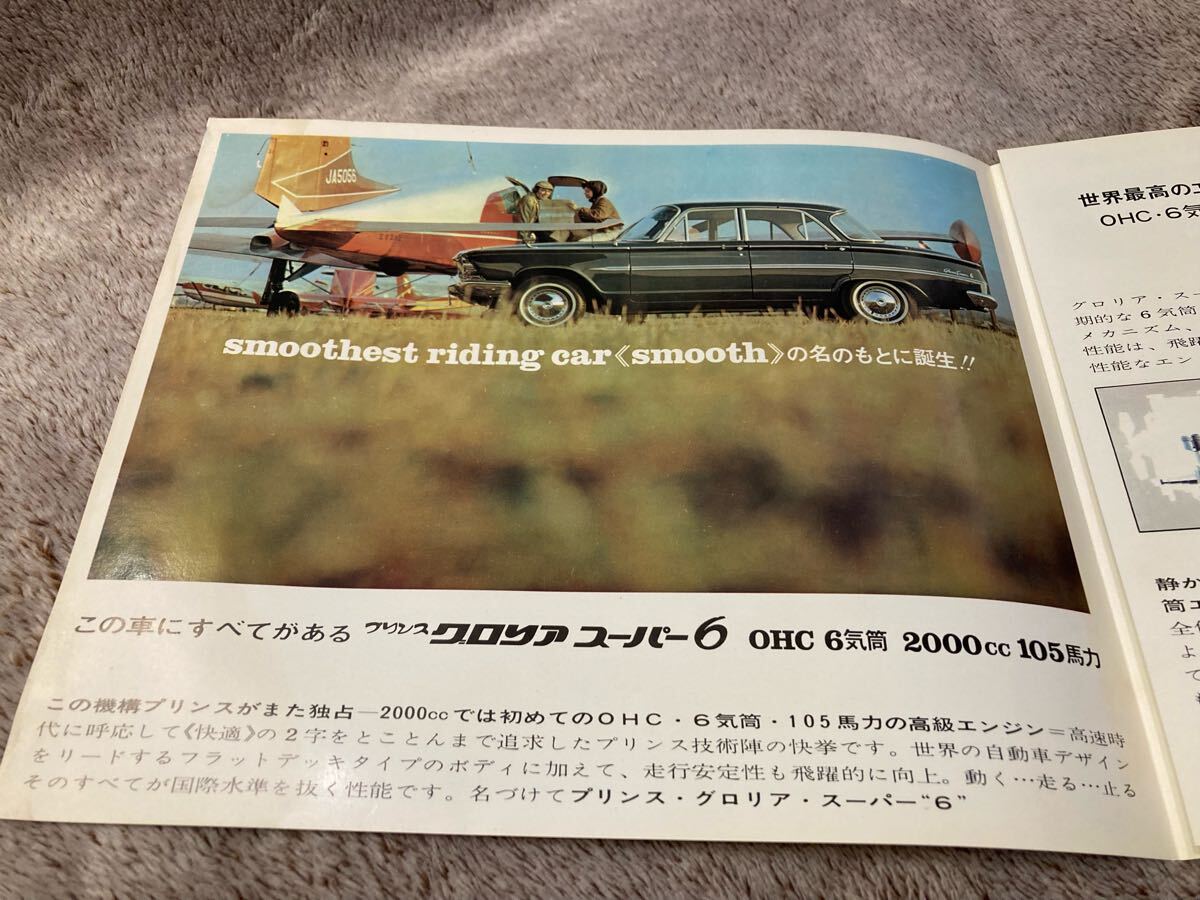 JA5056
smoothest riding car《smooth》の名のもとに誕生!!
この車にすべてがある プリンス グロリア スーパー6 OHC 6気筒 2000cc 105馬力
この機構プリンスがまた独占—2000ccでは初めてのOHC・6気筒・105馬力の高級エンジン=高速時
代に呼応して《快適》の2字をとことんまで追求したプリンス技術陣の快挙です。世界の自動車デザイン
をリードするフラットデッキタイプのボディに加えて、走行安定性も飛躍的に向上。動く…走る…止る
そのすべてが国際水準を抜く性能です。名づけてプリンス・グロリア・スーパー“6”
世界最高のエ
OHC・6気
グロリア・スー
期的な6気筒
メカニズム、
性能は、飛躍
性能なエン
静か
筒エ
全体
よ
て